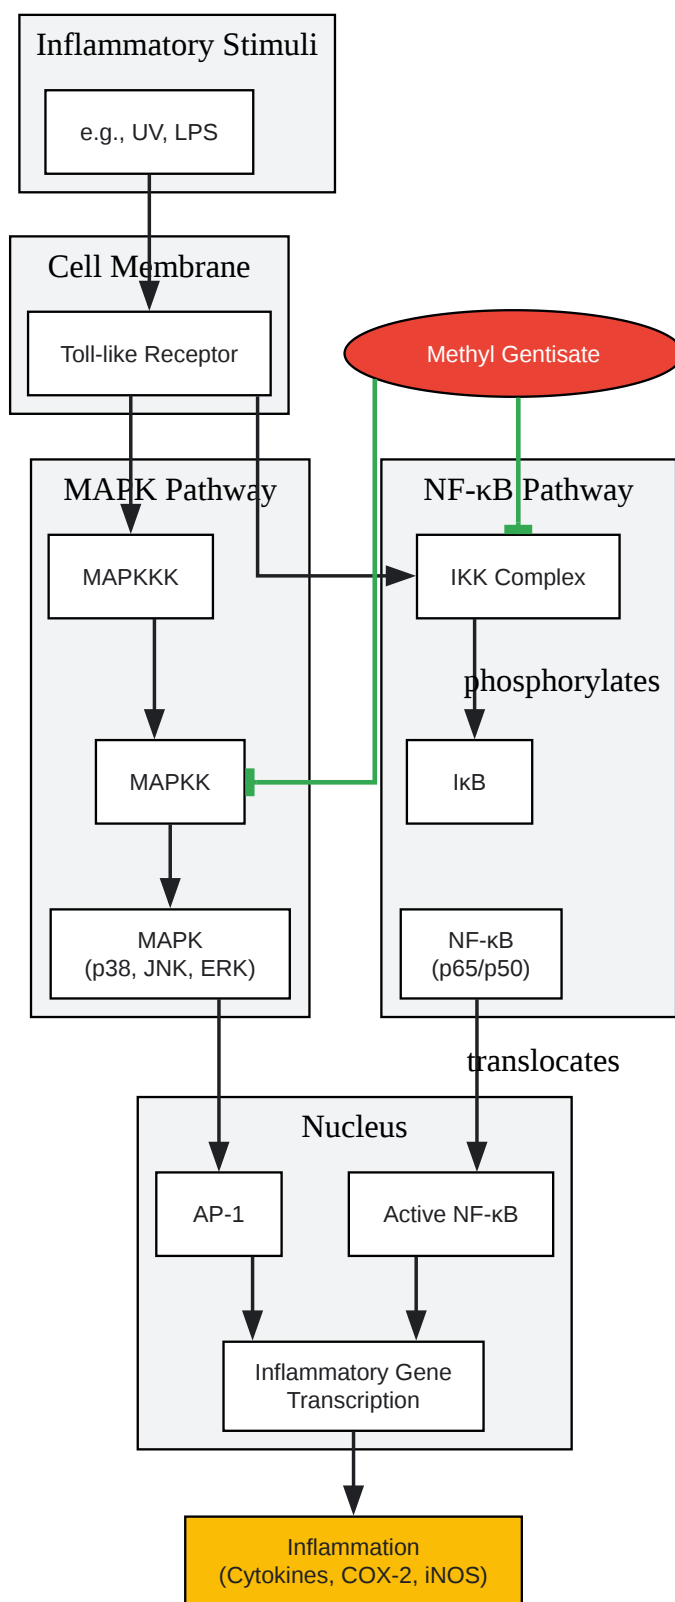 Inflammatory Stimuli
e.g., UV, LPS
Cell Membrane
Toll-like Receptor
Methyl Gentisate
MAPK Pathway
NF-κB Pathway
MAPKKK
IKK Complex
phosphorylates
MAPKK
IκB
MAPK
(p38, JNK, ERK)
NF-κB
(p65/p50)
translocates
Nucleus
AP-1
Active NF-κB
Inflammatory Gene
Transcription
Inflammation
(Cytokines, COX-2, iNOS)